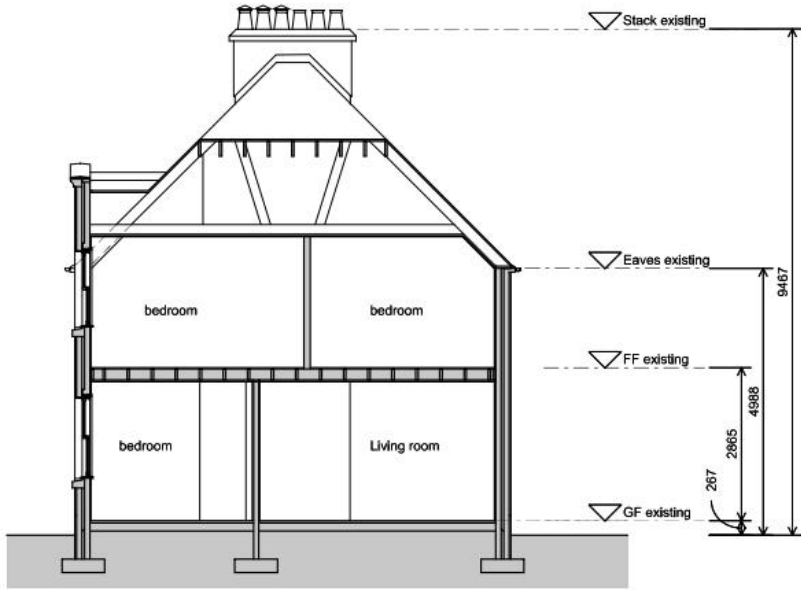 Stack existing
9467
Eaves existing
bedroom
bedroom
FF existing
4988
2865
bedroom
Living room
267
GF existing